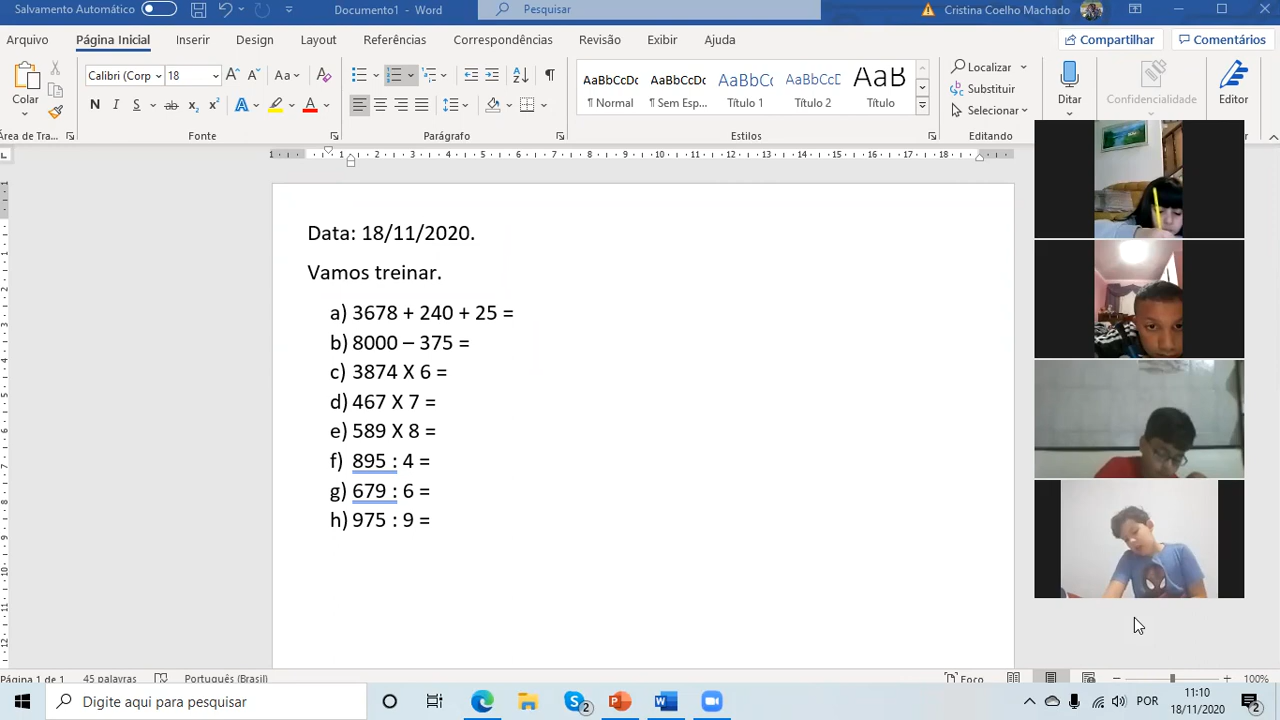 Salvamento Automático
Documento1 - Word
Pesquisar
Cristina Coelho Machado
Arquivo
Página Inicial
Inserir
Design
Layout
Referências
Correspondências
Revisão
Exibir
Ajuda
Compartilhar
Comentários
Colar
Calibri (Corp
18
AaBbCcDc
AaBbCcDc
AaBbCc
AaBbCcD
AaB
¶ Normal
¶ Sem Esp...
Título 1
Título 2
Título
Localizar
Substituir
Selecionar
Ditar
Confidencialidade
Editor
Área de Tra...
Fonte
Parágrafo
Estilos
Editando
Data: 18/11/2020.
Vamos treinar.
a) 3678 + 240 + 25 =
b) 8000 – 375 =
c) 3874 X 6 =
d) 467 X 7 =
e) 589 X 8 =
f) 895 : 4 =
g) 679 : 6 =
h) 975 : 9 =
Página 1 de 1
45 palavras
Português (Brasil)
Foco
100%
Digite aqui para pesquisar
POR
11:10
18/11/2020